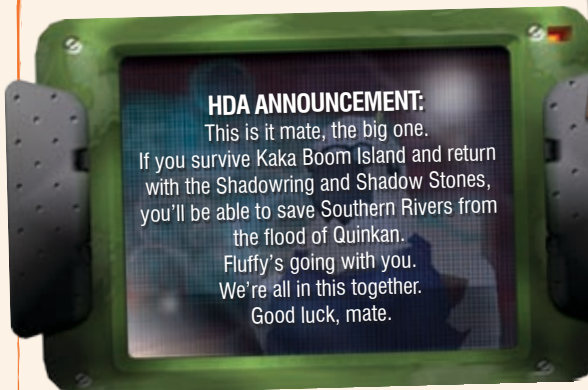 HDA ANNOUNCEMENT:
This is it mate, the big one.
If you survive Kaka Boom Island and return
with the Shadowring and Shadow Stones,
you'll be able to save Southern Rivers from
the flood of Quinkan.
Fluffy's going with you.
We're all in this together.
Good luck, mate.